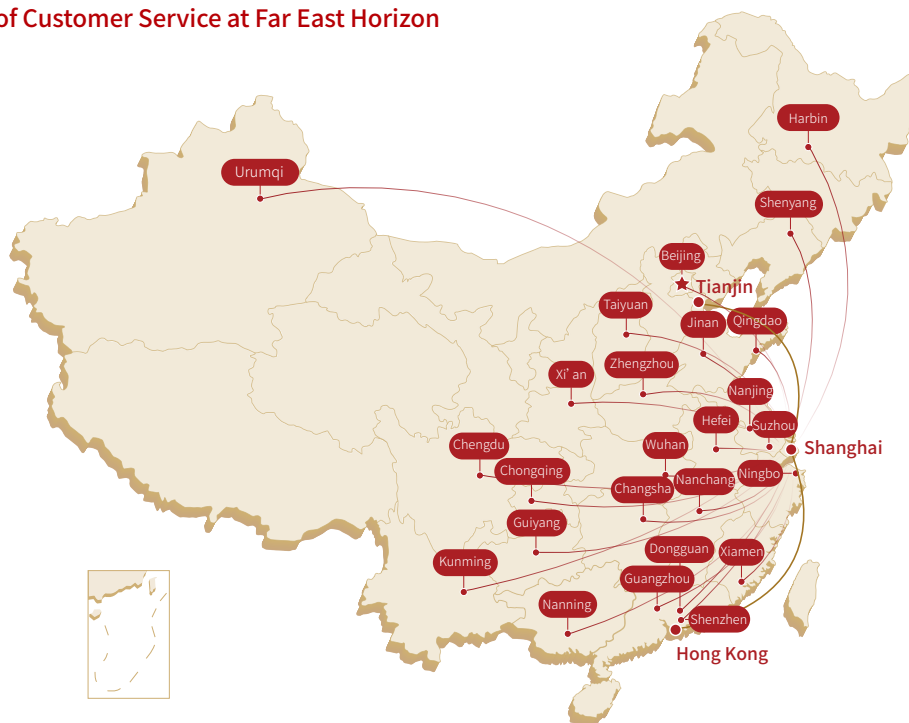 of Customer Service at Far East Horizon
Harbin
Urumqi
Shenyang
Beijing
Tianjin
Taiyuan
Jinan
Qingdao
Zhengzhou
Xi’an
Nanjing
Hefei
Suzhou
Chengdu
Wuhan
Shanghai
Chongqing
Changsha
Nanchang
Ningbo
Guiyang
Dongguan
Xiamen
Kunming
Guangzhou
Nanning
Shenzhen
Hong Kong